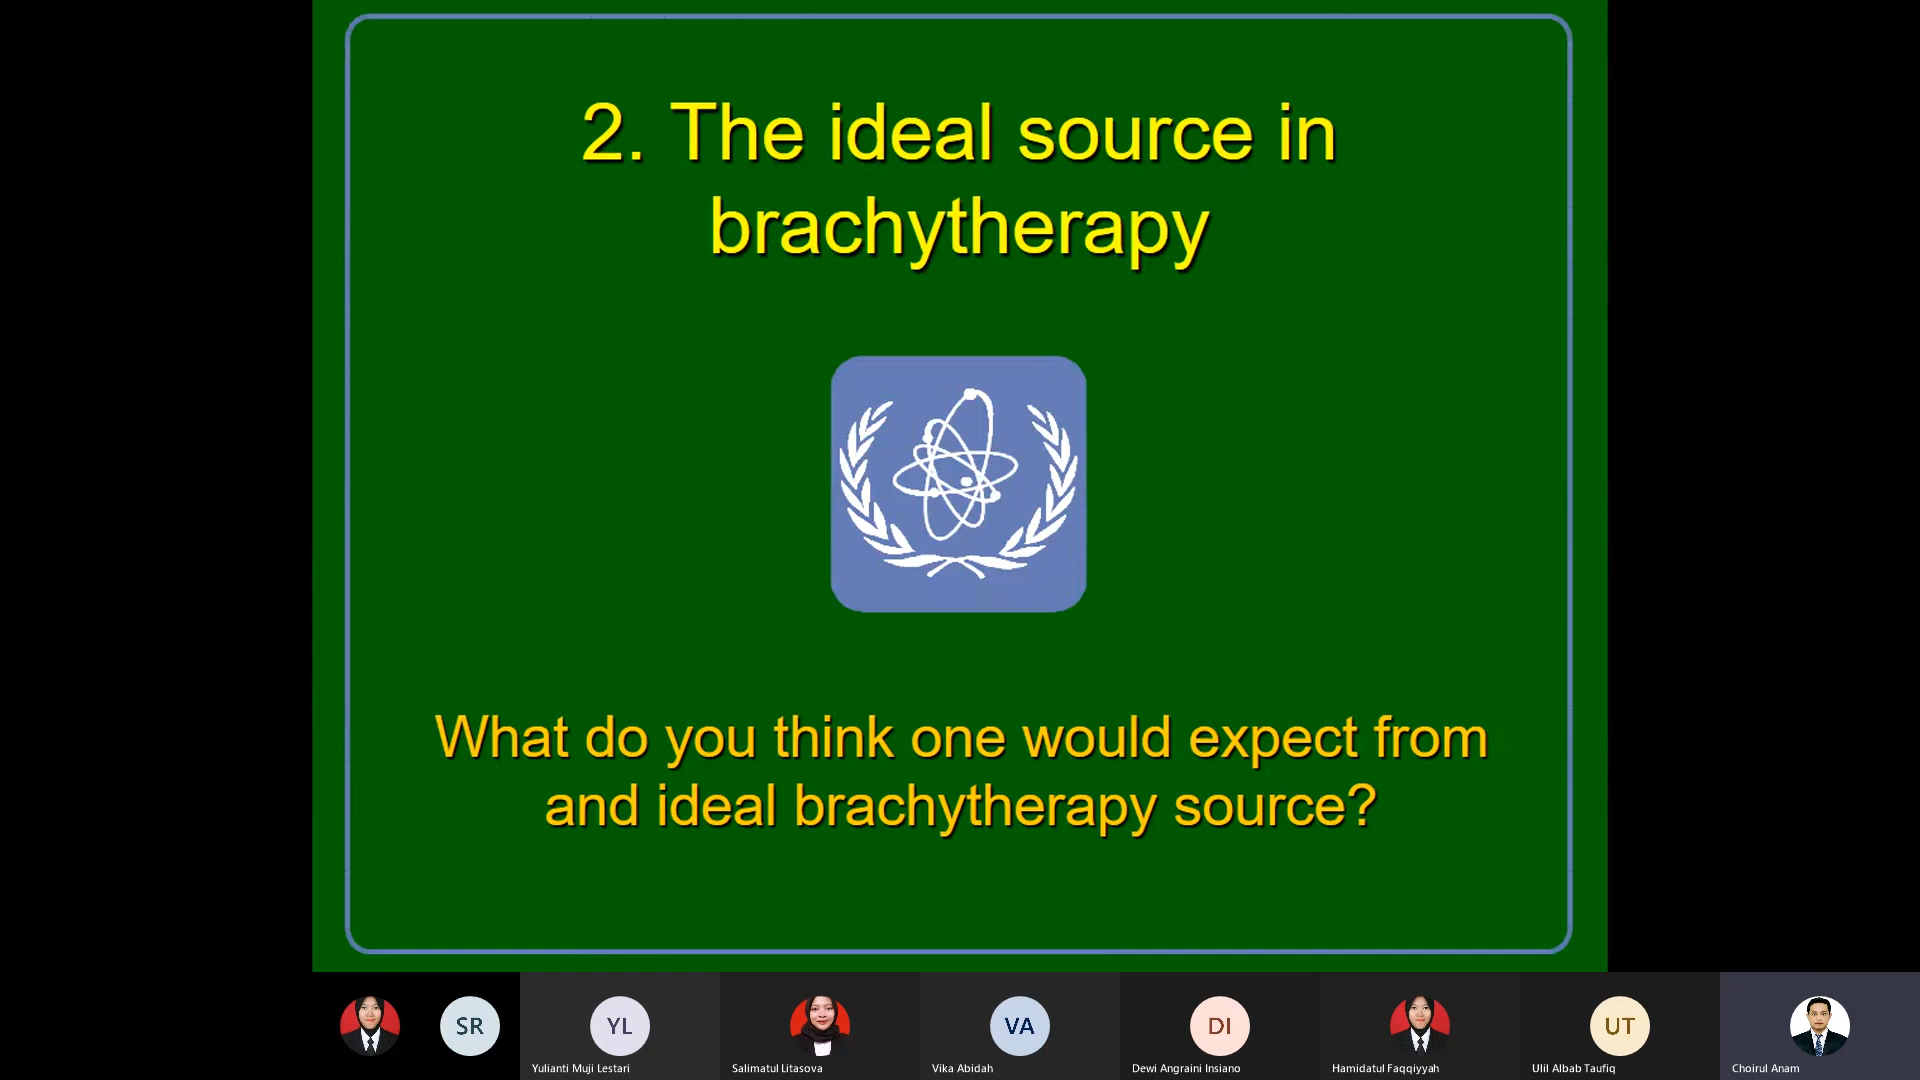 2. The ideal source in
brachytherapy
What do you think one would expect from
and ideal brachytherapy source?
SR
YL
VA
DI
UT
Yulianti Muji Lestari
Salimatul Litasova
Vika Abidah
Dewi Angraini Insiano
Hamidatul Faqqiyyah
Ulil Albab Taufiq
Choirul Anam